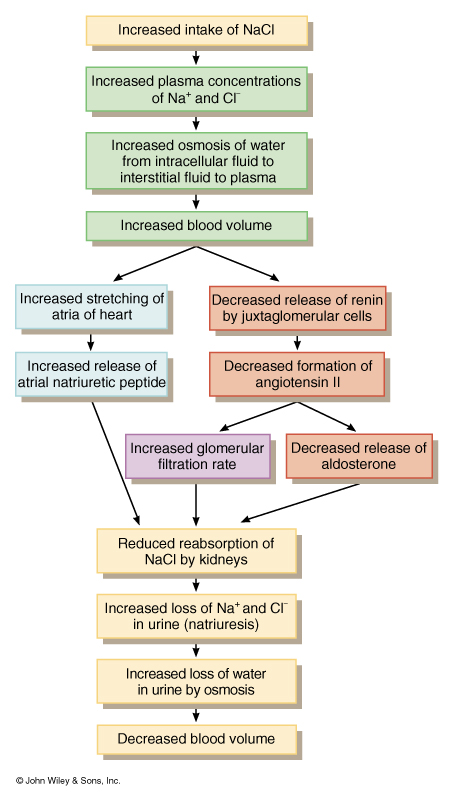 Increased intake of NaCl
Increased plasma concentrations
of Na⁺ and Cl⁻
Increased osmosis of water
from intracellular fluid to
interstitial fluid to plasma
Increased blood volume
Increased stretching of
atria of heart
Decreased release of renin
by juxtaglomerular cells
Increased release of
atrial natriuretic peptide
Decreased formation of
angiotensin II
Increased glomerular
filtration rate
Decreased release of
aldosterone
Reduced reabsorption of
NaCl by kidneys
Increased loss of Na⁺ and Cl⁻
in urine (natriuresis)
Increased loss of water
in urine by osmosis
Decreased blood volume
© John Wiley & Sons, Inc.